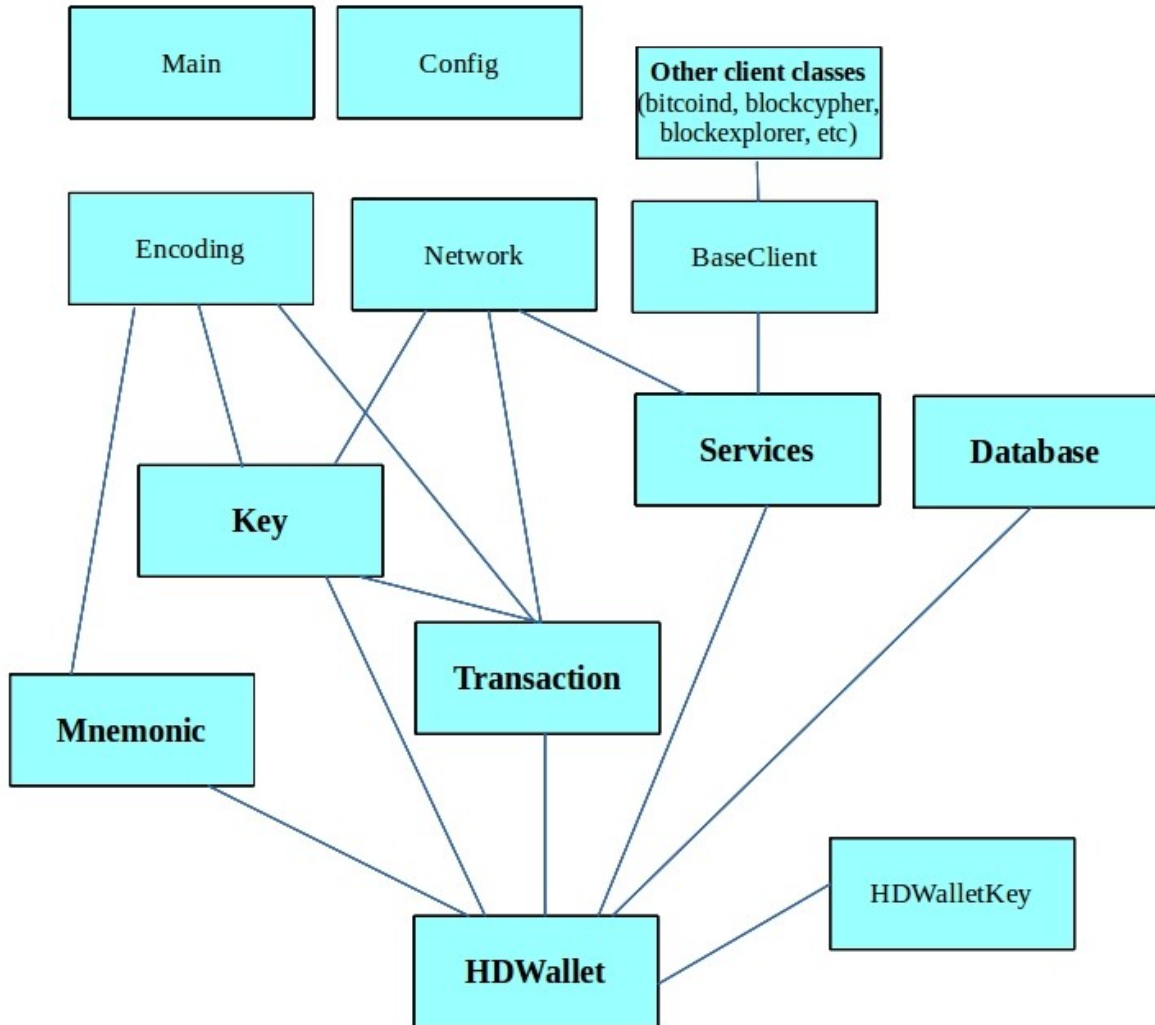 Main
Config
Other client classes
(bitcoind, blockcypher,
blockexplorer, etc)
Encoding
Network
BaseClient
Services
Database
Key
Transaction
Mnemonic
HDWalletKey
HDWallet